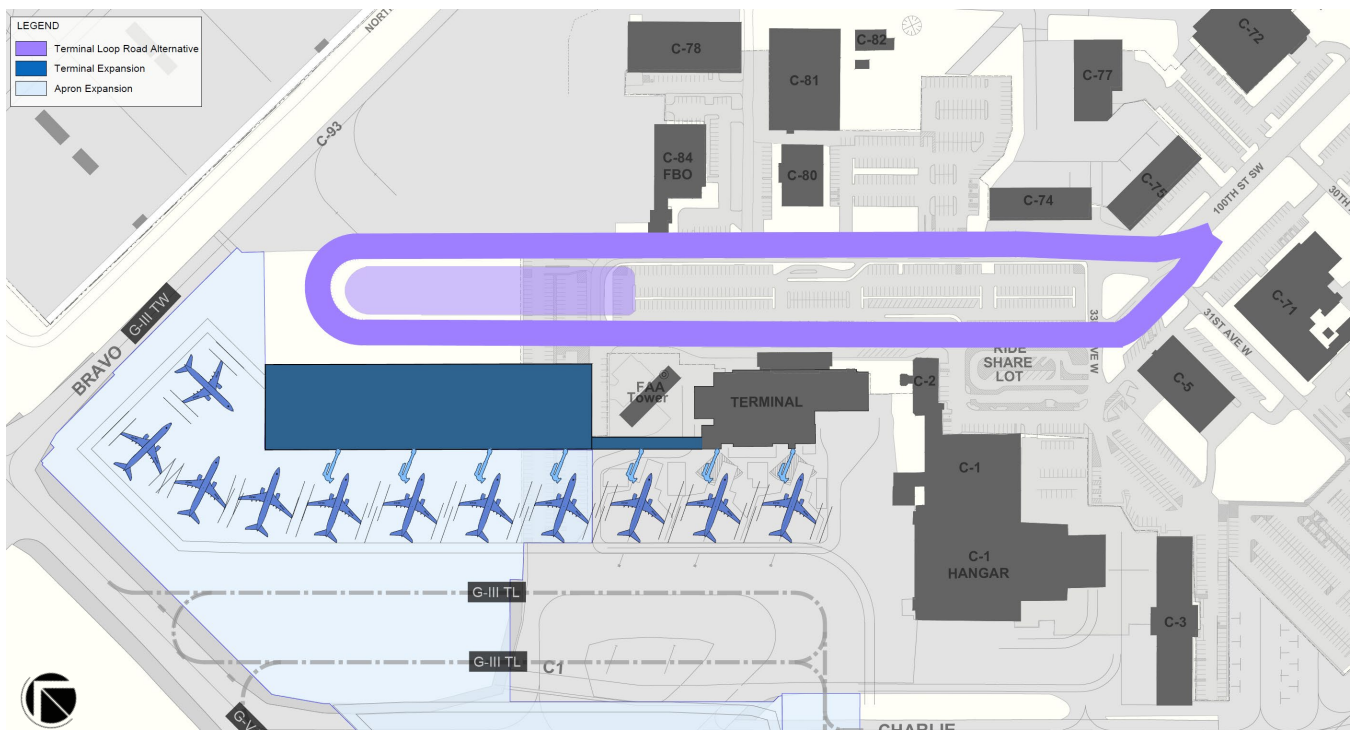 LEGEND
Terminal Loop Road Alternative
Terminal Expansion
Apron Expansion
C-93
C-78
C-81
C-82
C-77
C-72
C-84
FBO
C-80
C-74
C-75
100TH ST SW
BRAVO
G-III TW
C-71
31ST AVE W
RIDE
SHARE
LOT
C-5
FAA
Tower
TERMINAL
C-2
C-1
C-1
HANGAR
C-3
G-III TL
G-III TL
C1
CHARLIE